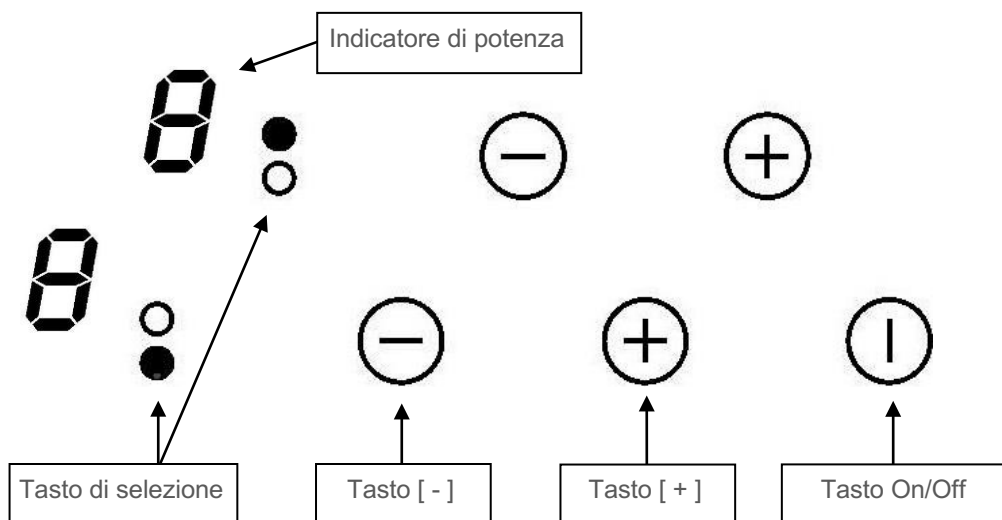 Indicatore di potenza
Tasto di selezione
Tasto [ - ]
Tasto [ + ]
Tasto On/Off